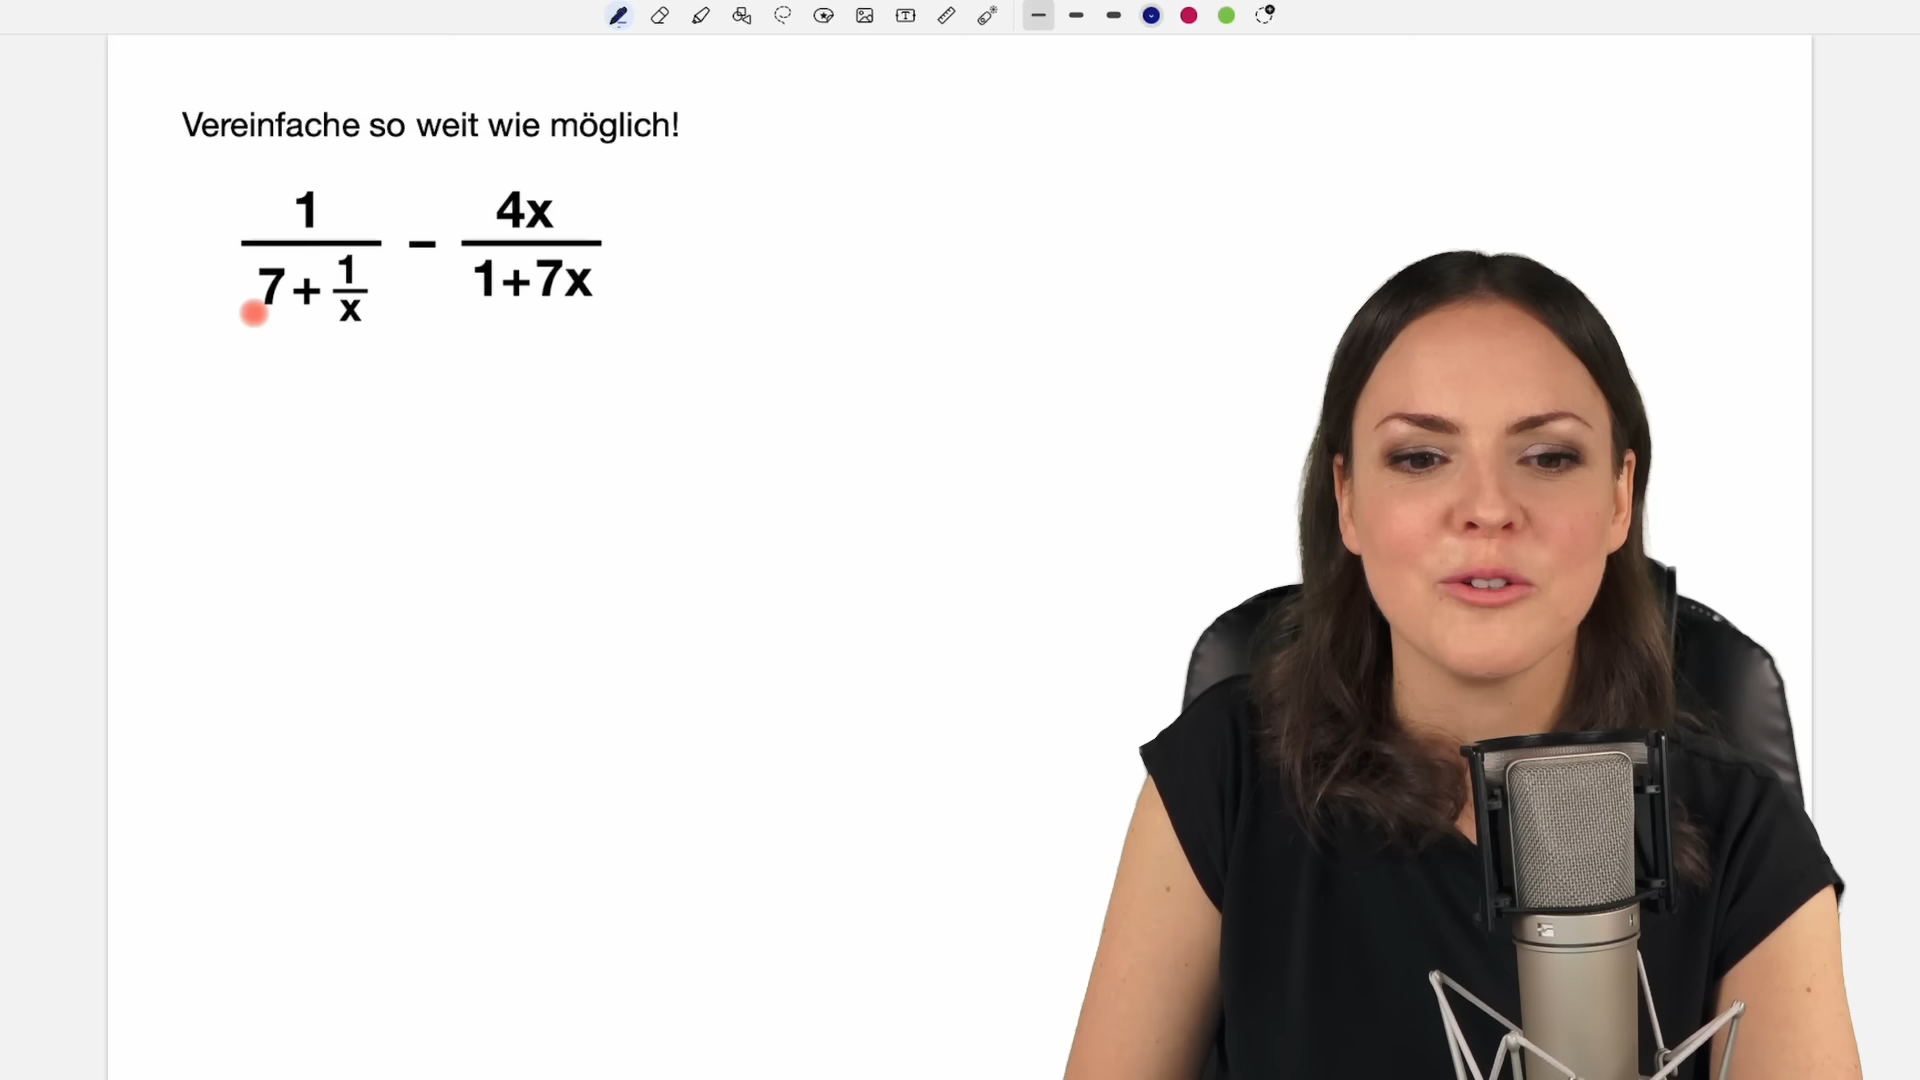 Vereinfache so weit wie möglich!
1 4x
— − —
7+1/x 1+7x